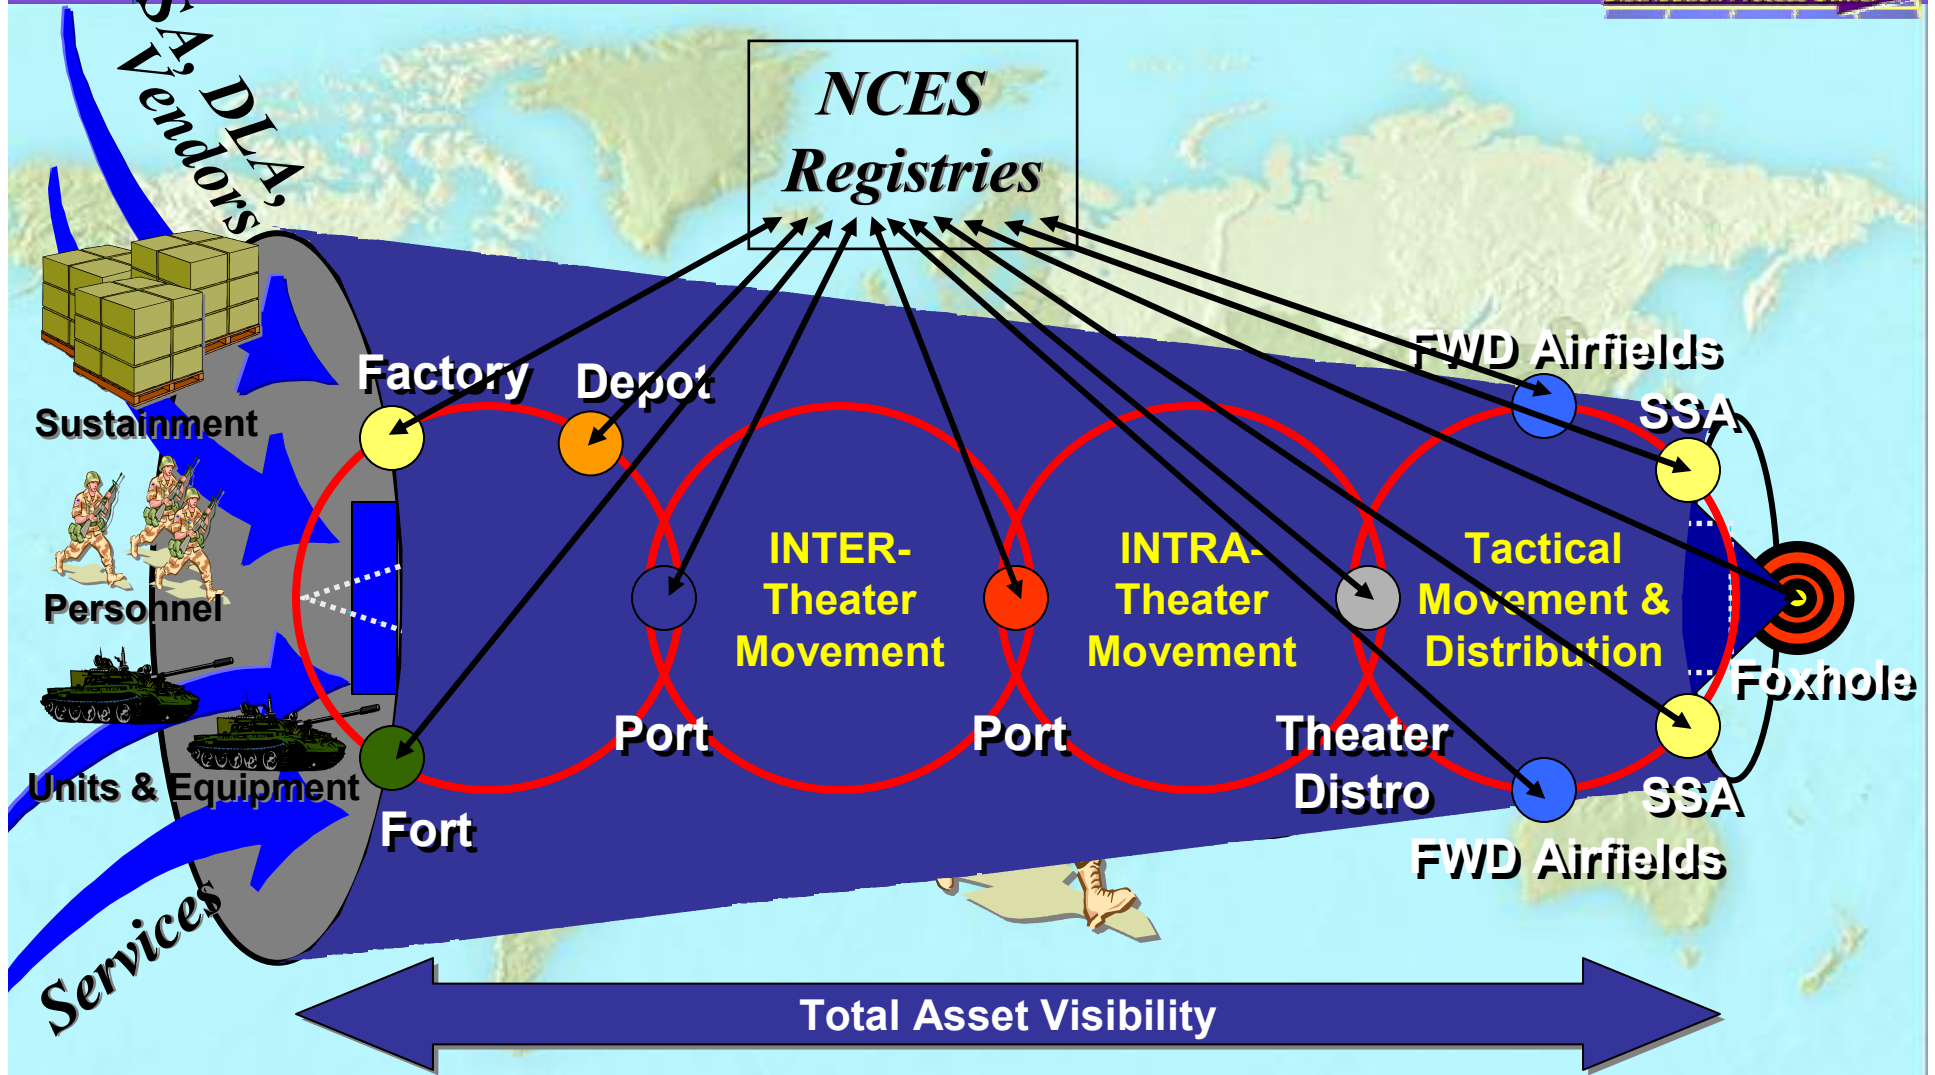 SA, DLA,
Vendors
NCES
Registries
FWD Airfields
Factory
Depot
SSA
Sustainment
INTER-
Theater
Movement
INTRA-
Theater
Movement
Tactical
Movement &
Distribution
Personnel
Foxhole
Port
Port
Theater
Distro
Units & Equipment
SSA
Fort
FWD Airfields
Services
Total Asset Visibility